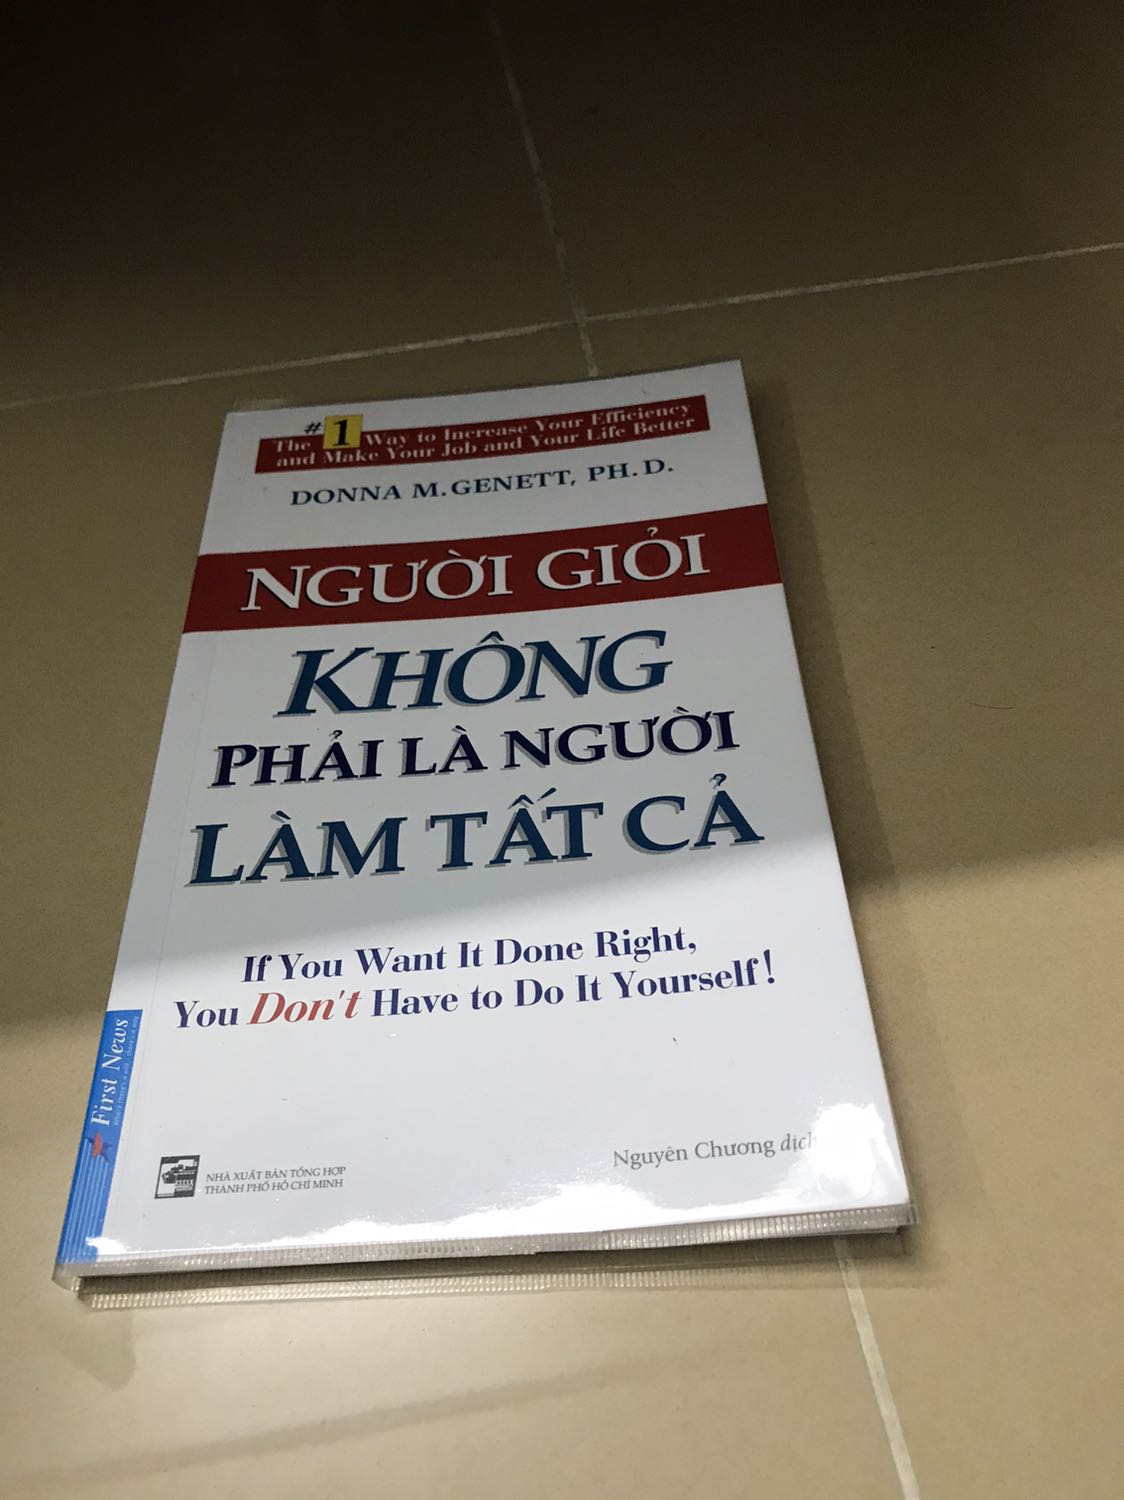 The #1 Way to Increase Your Efficiency
and Make Your Job and Your Life Better
DONNA M. GENETT, PH.D.
NGƯỜI GIỎI
KHÔNG
PHẢI LÀ NGƯỜI
LÀM TẤT CẢ
If You Want It Done Right,
You Don't Have to Do It Yourself!
First News
NHÀ XUẤT BẢN TỔNG HỢP
THÀNH PHỐ HỒ CHÍ MINH
Nguyên Chương dịch